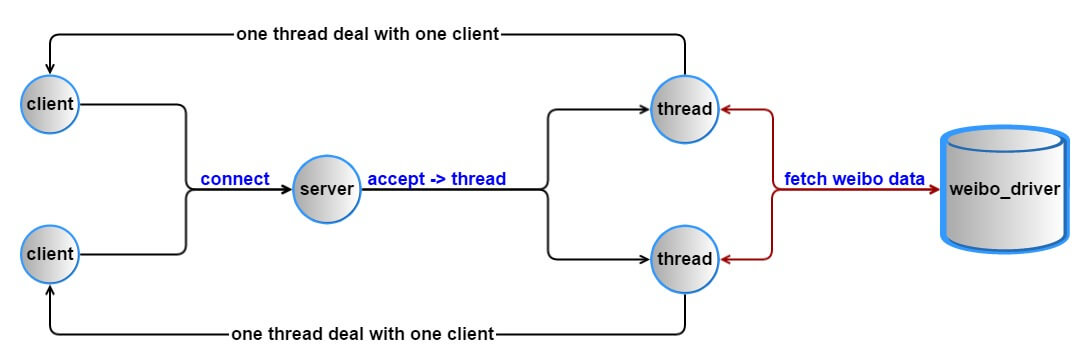 one thread deal with one client
client
thread
connect
server
accept -> thread
fetch weibo data
weibo_driver
client
thread
one thread deal with one client